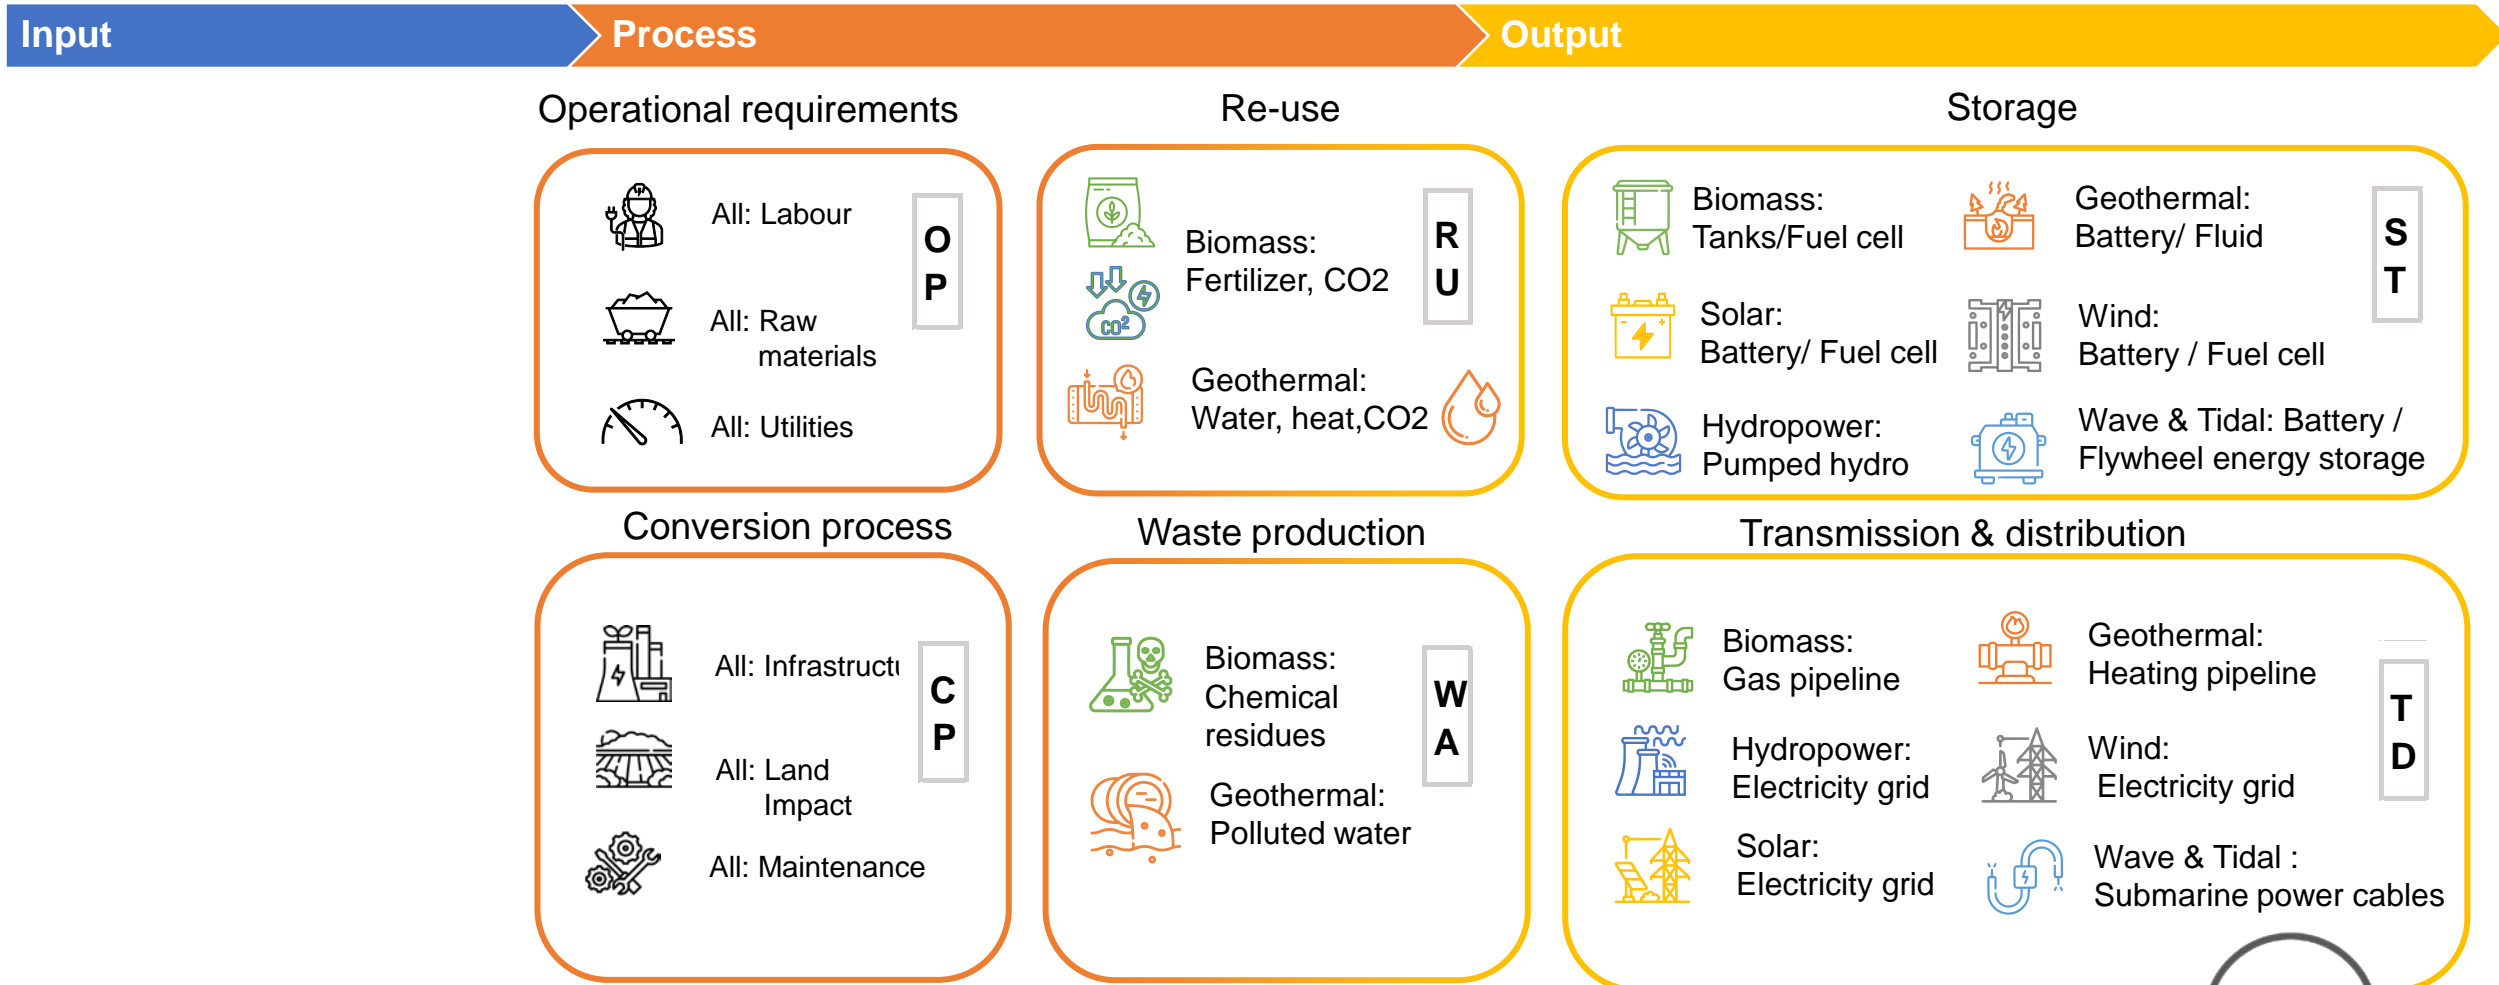 Input
Process
Output
Operational requirements
All: Labour
All: Raw
materials
All: Utilities
O
P
Re-use
Biomass:
Fertilizer, CO2
CO2
Geothermal:
Water, heat,CO2
R
U
Storage
Biomass:
Tanks/Fuel cell
Geothermal:
Battery/ Fluid
Solar:
Battery/ Fuel cell
Wind:
Battery / Fuel cell
Hydropower:
Pumped hydro
Wave & Tidal: Battery /
Flywheel energy storage
S
T
Conversion process
All: Infrastructu
All: Land
Impact
All: Maintenance
C
P
Waste production
Biomass:
Chemical
residues
Geothermal:
Polluted water
W
A
Transmission & distribution
Biomass:
Gas pipeline
Geothermal:
Heating pipeline
Hydropower:
Electricity grid
Wind:
Electricity grid
Solar:
Electricity grid
Wave & Tidal :
Submarine power cables
T
D